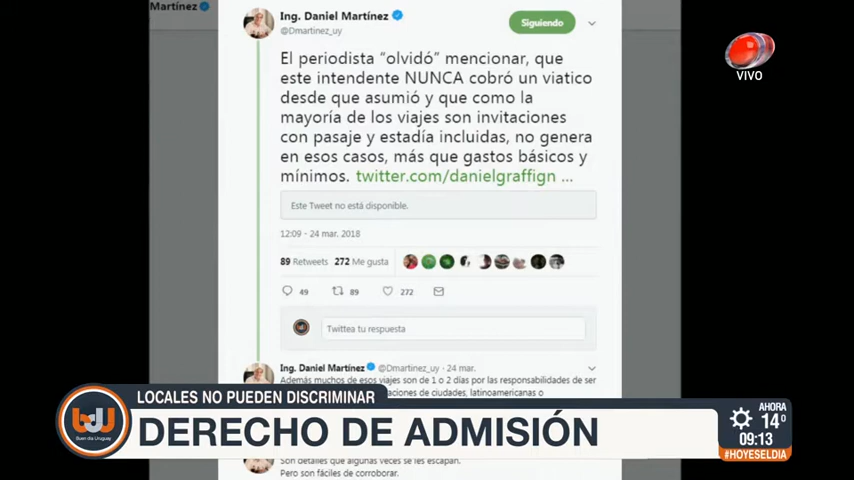 Martínez
Ing. Daniel Martínez
@Dmartinez_uy
Siguiendo
El periodista “olvidó” mencionar, que
este intendente NUNCA cobró un viatico
desde que asumió y que como la
mayoría de los viajes son invitaciones
con pasaje y estadía incluidas, no genera
en esos casos, más que gastos básicos y
mínimos. twitter.com/danielgraffign ...
Este Tweet no está disponible.
12:09 - 24 mar. 2018
89 Retweets 272 Me gusta
49 89 272
Twittea tu respuesta
Ing. Daniel Martínez @Dmartinez_uy · 24 mar.
Además muchos de esos viajes son de 1 o 2 días por las responsabilidades de ser
aciones de ciudades, latinoamericanas o
Son detalles que algunas veces se les escapan.
Pero son fáciles de corroborar.
VIVO
LOCALES NO PUEDEN DISCRIMINAR
DERECHO DE ADMISIÓN
bdu
Buen día Uruguay
AHORA
14°
09:13
#HOYESELDIA